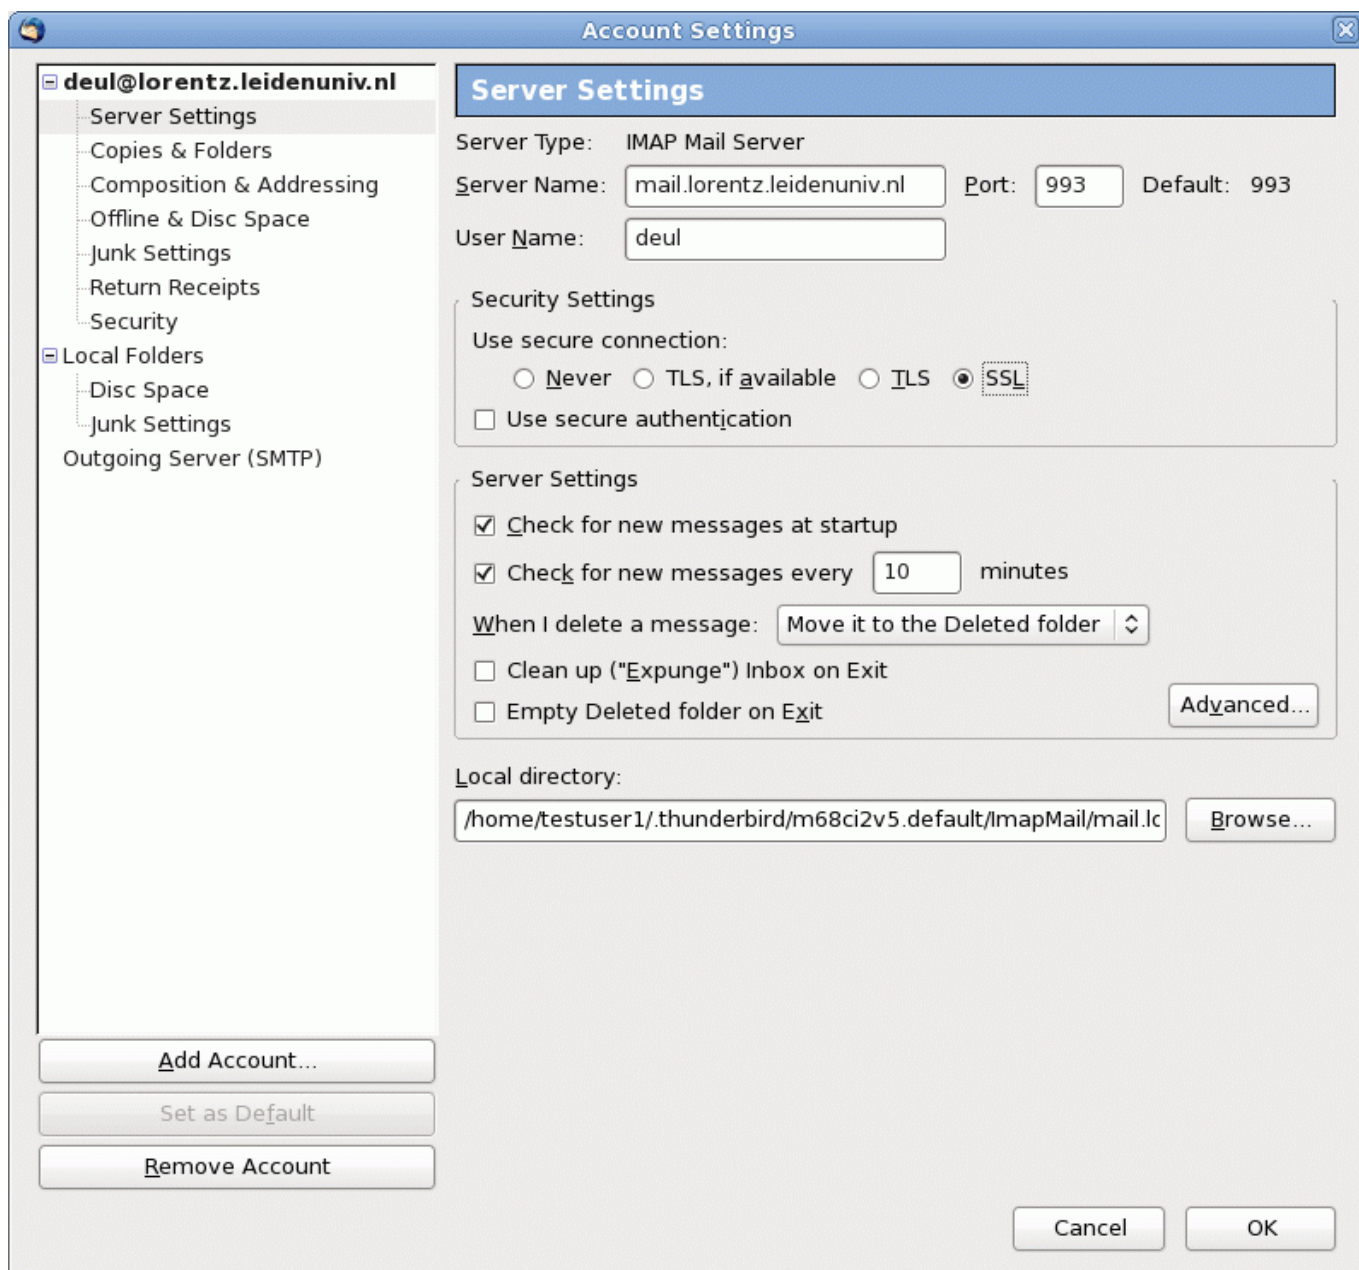 Account Settings
deul@lorentz.leidenuniv.nl
Server Settings
Copies & Folders
Composition & Addressing
Offline & Disc Space
Junk Settings
Return Receipts
Security
Local Folders
Disc Space
Junk Settings
Outgoing Server (SMTP)
Add Account...
Set as Default
Remove Account
Server Settings
Server Type: IMAP Mail Server
Server Name: mail.lorentz.leidenuniv.nl Port: 993 Default: 993
User Name: deul
Security Settings
Use secure connection:
Never TLS, if available TLS SSL
Use secure authentication
Server Settings
Check for new messages at startup
Check for new messages every 10 minutes
When I delete a message: Move it to the Deleted folder
Clean up ("Expunge") Inbox on Exit
Empty Deleted folder on Exit
Advanced...
Local directory:
/home/testuser1/.thunderbird/m68ci2v5.default/ImapMail/mail.lo Browse...
Cancel OK